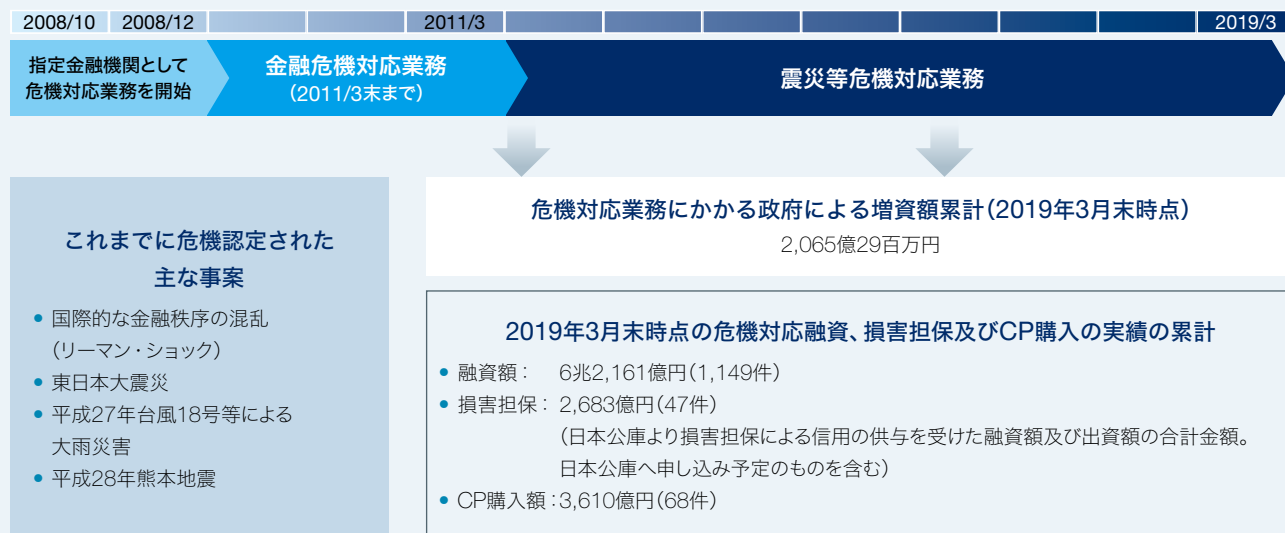 2008/10 2008/12 2011/3 2019/3
指定金融機関として
危機対応業務を開始
金融危機対応業務
(2011/3末まで)
震災等危機対応業務
これまでに危機認定された
主な事案
• 国際的な金融秩序の混乱
(リーマン・ショック)
• 東日本大震災
• 平成27年台風18号等による
大雨災害
• 平成28年熊本地震
危機対応業務にかかる政府による増資額累計(2019年3月末時点)
2,065億29百万円
2019年3月末時点の危機対応融資、損害担保及びCP購入の実績の累計
• 融資額: 6兆2,161億円(1,149件)
• 損害担保: 2,683億円(47件)
(日本公庫より損害担保による信用の供与を受けた融資額及び出資額の合計金額。
日本公庫へ申し込み予定のものを含む)
• CP購入額:3,610億円(68件)